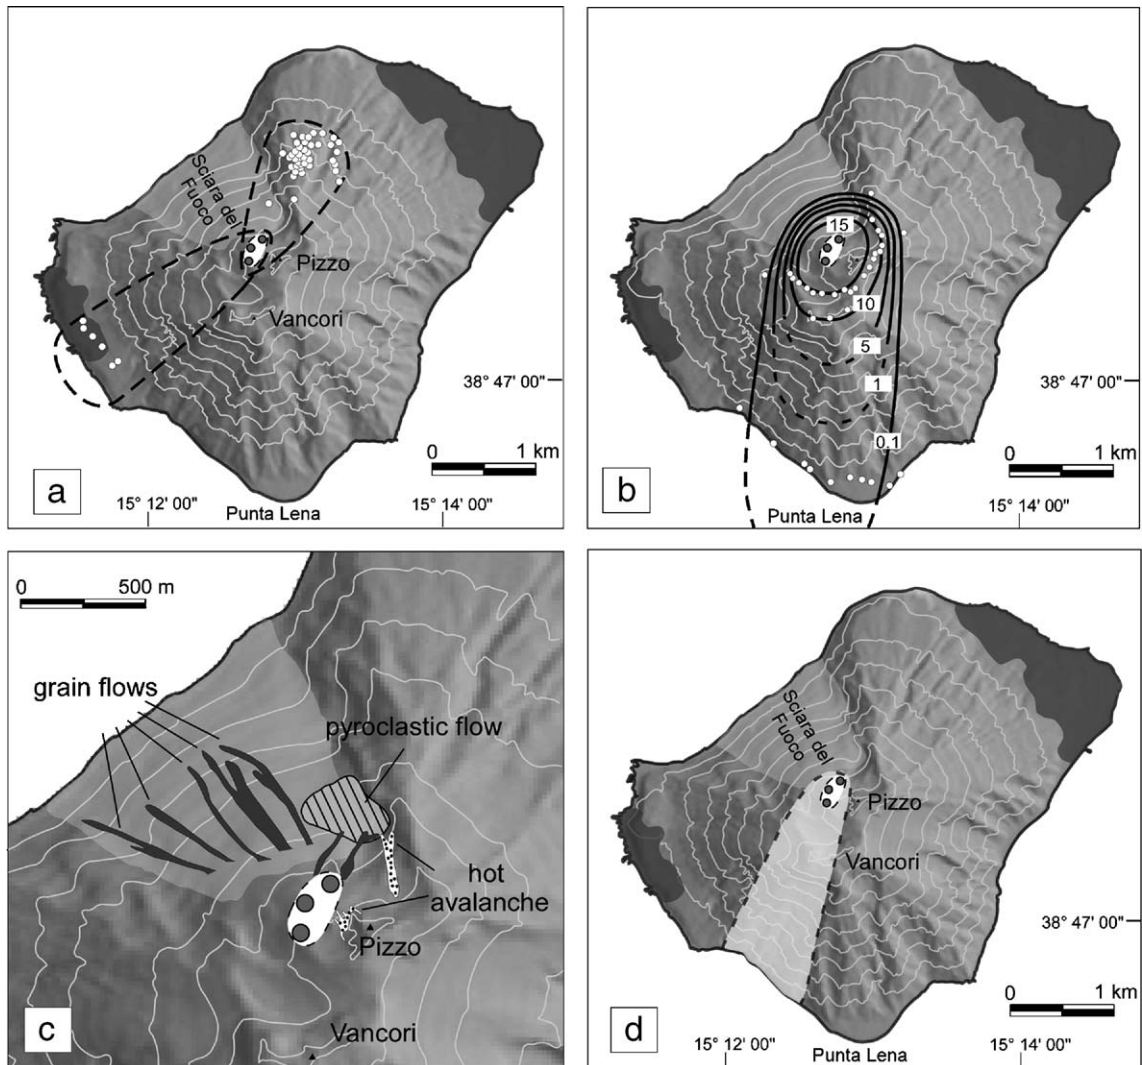 Sciara del
Fuoco
Pizzo
Vancori
38° 47' 00"
0 1 km
a
15° 12' 00"
15° 14' 00"
Punta Lena
15
10
5
1
0,1
38° 47' 00"
0 1 km
b
15° 14' 00"
Punta Lena
0 500 m
grain flows
pyroclastic flow
hot
avalanche
Pizzo
Vancori
c
Sciara del
Fuoco
Pizzo
Vancori
38° 47' 00"
0 1 km
d
15° 12' 00"
15° 14' 00"
Punta Lena